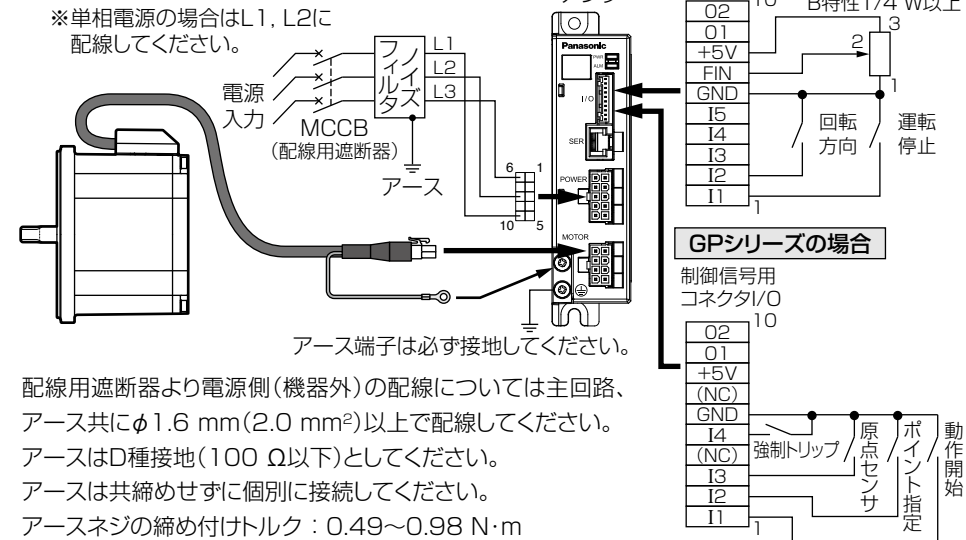 ※単相電源の場合はL1, L2に
配線してください。
電源
入力
MCCB
(配線用遮断器)
ノイズ
フィルタ
L1
L2
L3
アース
6
1
10
5
Panasonic
PWR
ALM
I/O
SER
POWER
MOTOR
アース端子は必ず接地してください。
配線用遮断器より電源側(機器外)の配線については主回路、
アース共にφ1.6 mm(2.0 mm²)以上で配線してください。
アースはD種接地(100 Ω以下)としてください。
アースは共締めせずに個別に接続してください。
アースネジの締め付けトルク:0.49～0.98 N·m
B特性1/4 W以上
10
O2
O1
+5V
FIN
GND
I5
I4
I3
I2
I1
1
3
2
1
回転
方向
運転
停止
GPシリーズの場合
制御信号用
コネクタI/O
10
O2
O1
+5V
(NC)
GND
I4
(NC)
I3
I2
I1
1
強制トリップ
原点センサ
ポイント指定
動作開始